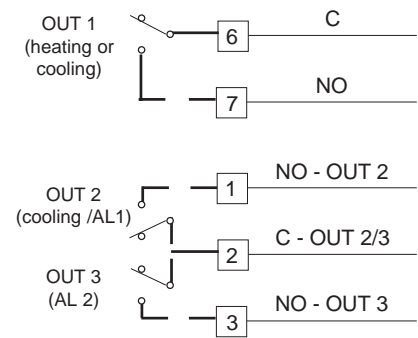 OUT 1
(heating or
cooling)
6
C
7
NO
OUT 2
(cooling /AL1)
OUT 3
(AL 2)
1
NO - OUT 2
2
C - OUT 2/3
3
NO - OUT 3